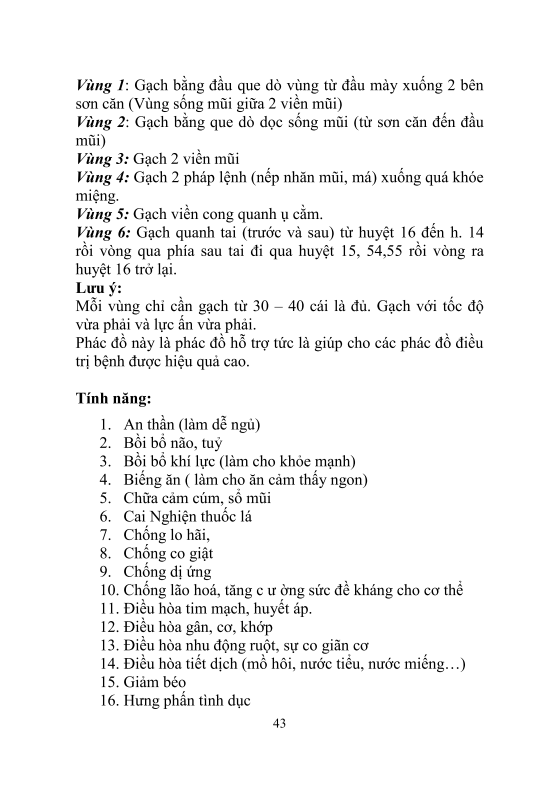 Vùng 1: Gạch bằng đầu que dò vùng từ đầu mày xuống 2 bên
sơn căn (Vùng sống mũi giữa 2 viền mũi)
Vùng 2: Gạch bằng que dò dọc sống mũi (từ sơn căn đến đầu
mũi)
Vùng 3: Gạch 2 viền mũi
Vùng 4: Gạch 2 pháp lệnh (nếp nhăn mũi, má) xuống quá khóe
miệng.
Vùng 5: Gạch viền cong quanh ụ cằm.
Vùng 6: Gạch quanh tai (trước và sau) từ huyệt 16 đến h. 14
rồi vòng qua phía sau tai đi qua huyệt 15, 54,55 rồi vòng ra
huyệt 16 trở lại.
Lưu ý:
Mỗi vùng chỉ cần gạch từ 30 – 40 cái là đủ. Gạch với tốc độ
vừa phải và lực ấn vừa phải.
Phác đồ này là phác đồ hỗ trợ tức là giúp cho các phác đồ điều
trị bệnh được hiệu quả cao.
Tính năng:
1. An thần (làm dễ ngủ)
2. Bồi bổ não, tuỷ
3. Bồi bổ khí lực (làm cho khỏe mạnh)
4. Biếng ăn ( làm cho ăn cảm thấy ngon)
5. Chữa cảm cúm, sổ mũi
6. Cai Nghiện thuốc lá
7. Chống lo hãi,
8. Chống co giật
9. Chống dị ứng
10. Chống lão hoá, tăng c ư ờng sức đề kháng cho cơ thể
11. Điều hòa tim mạch, huyết áp.
12. Điều hòa gân, cơ, khớp
13. Điều hòa nhu động ruột, sự co giãn cơ
14. Điều hòa tiết dịch (mồ hôi, nước tiểu, nước miếng…)
15. Giảm béo
16. Hưng phấn tình dục
43